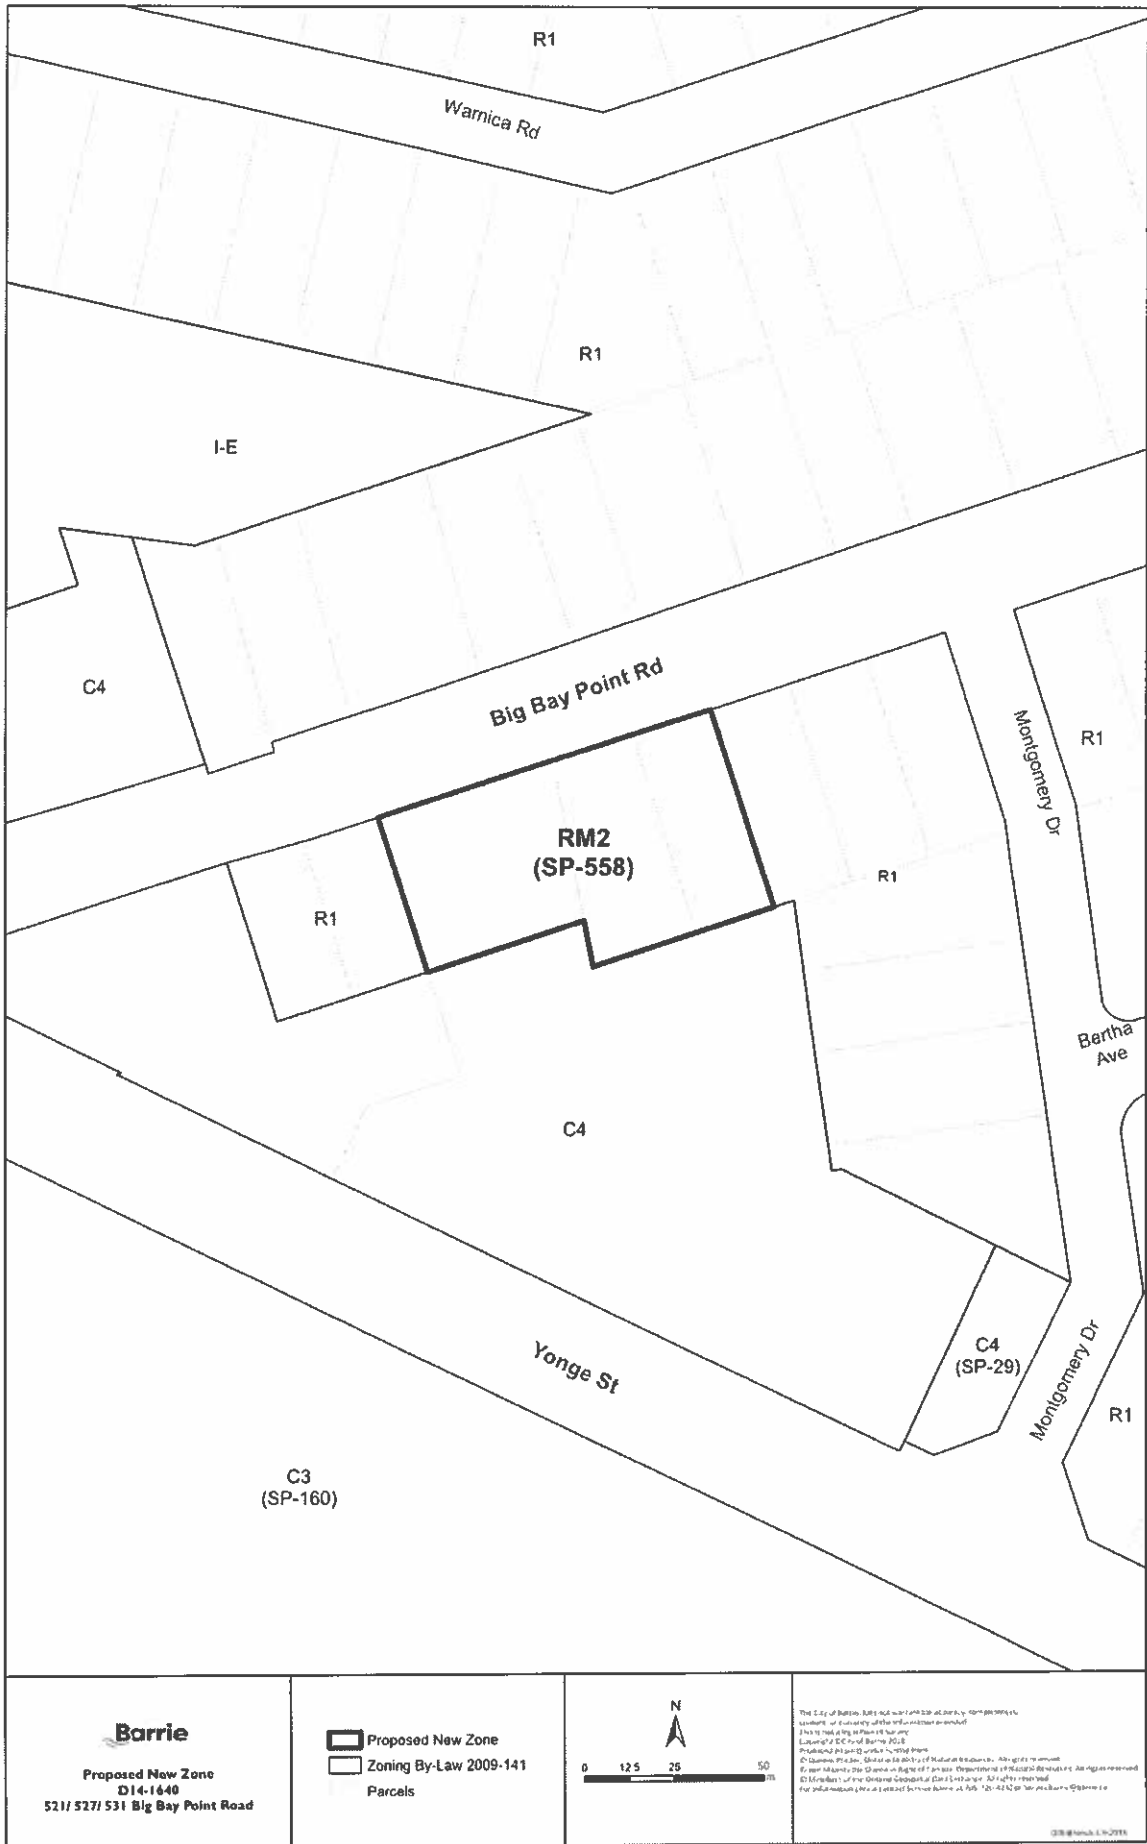 R1
Warnica Rd
R1
I-E
C4
Big Bay Point Rd
Montgomery Dr
R1
RM2
(SP-558)
R1
R1
Bertha
Ave
C4
Yonge St
C4
(SP-29)
Montgomery Dr
R1
C3
(SP-160)
Barrie
Proposed New Zone
D14-1640
521/ 527/ 531 Big Bay Point Road
Proposed New Zone
Zoning By-Law 2009-141
Parcels
N
0 12.5 25 50
m